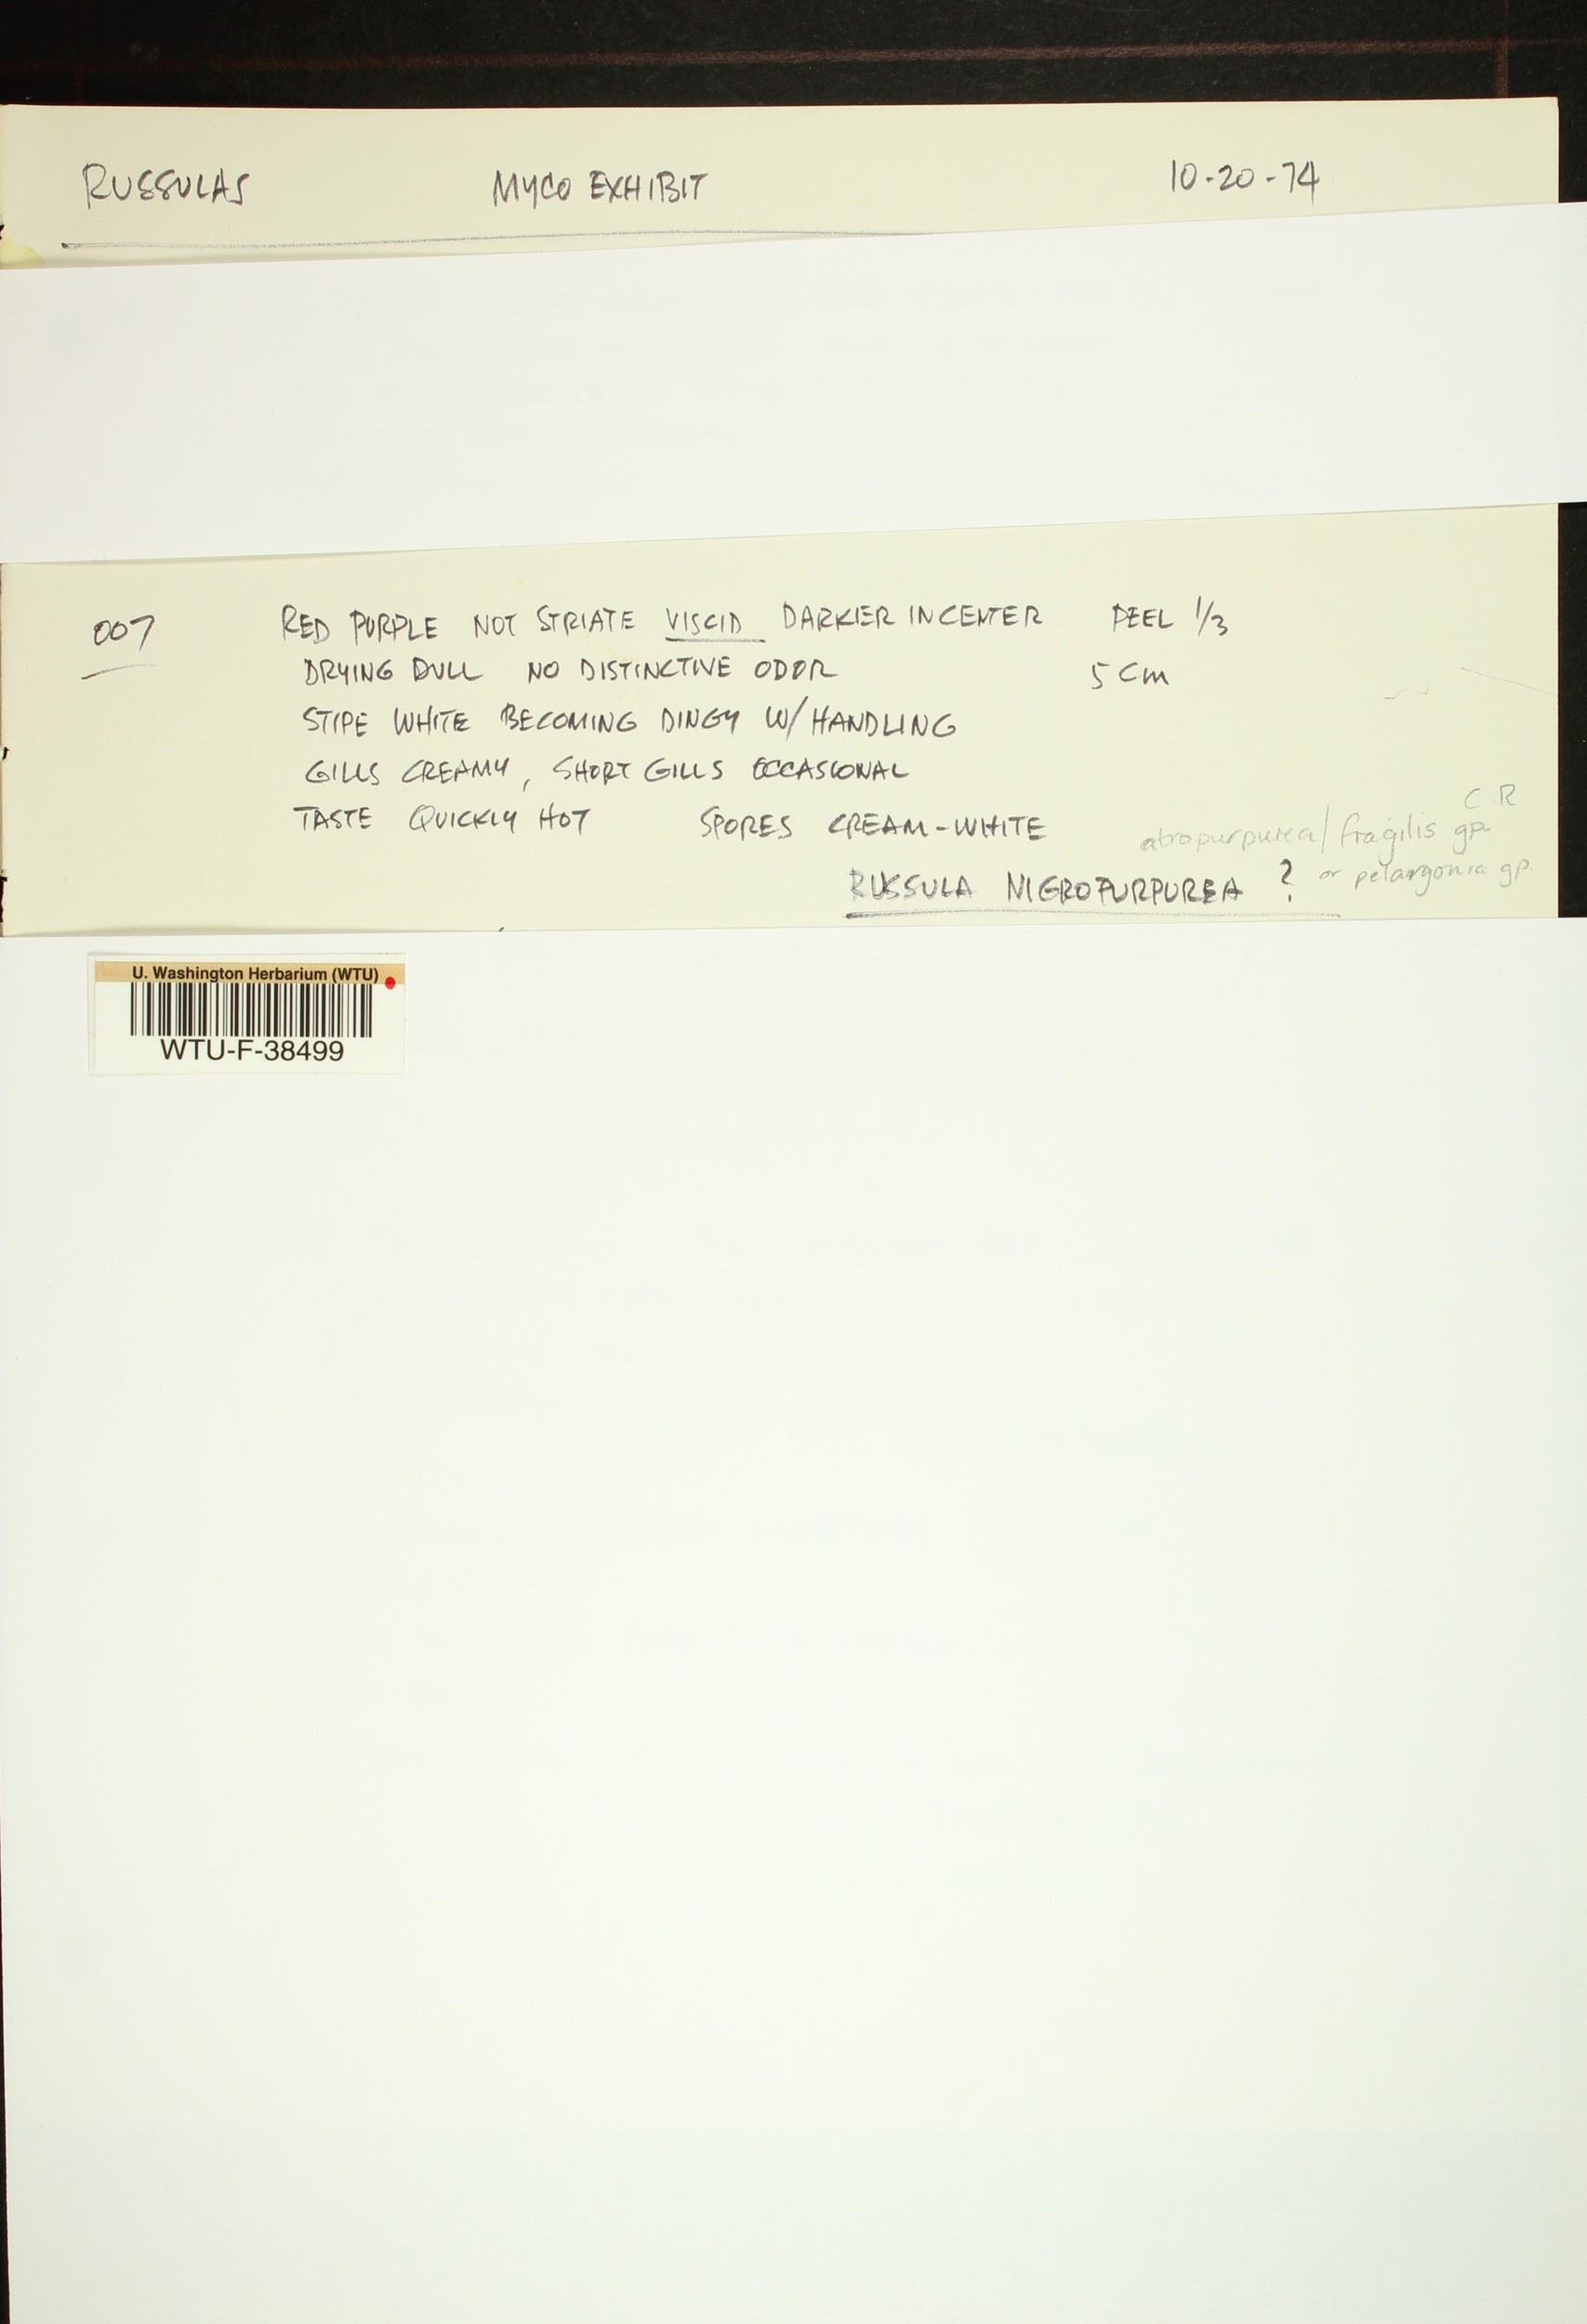 RUSSULAS MYCO EXHIBIT 10-20-74
007 RED PURPLE NOT STRIATE VISCID DARKER IN CENTER PEEL 1/3
DRYING DULL NO DISTINCTIVE ODOR 5 cm
STIPE WHITE BECOMING DINGY W/ HANDLING
GILLS CREAMY, SHORT GILLS OCCASIONAL
TASTE QUICKLY HOT SPORES CREAM-WHITE
C.R
atropurpurea/fragilis gp.
RUSSULA NIGROPURPUREA ? or pelargonia gp.
U. Washington Herbarium (WTU)
WTU-F-38499